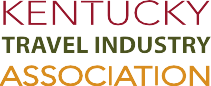 KENTUCKY
TRAVEL INDUSTRY
ASSOCIATION